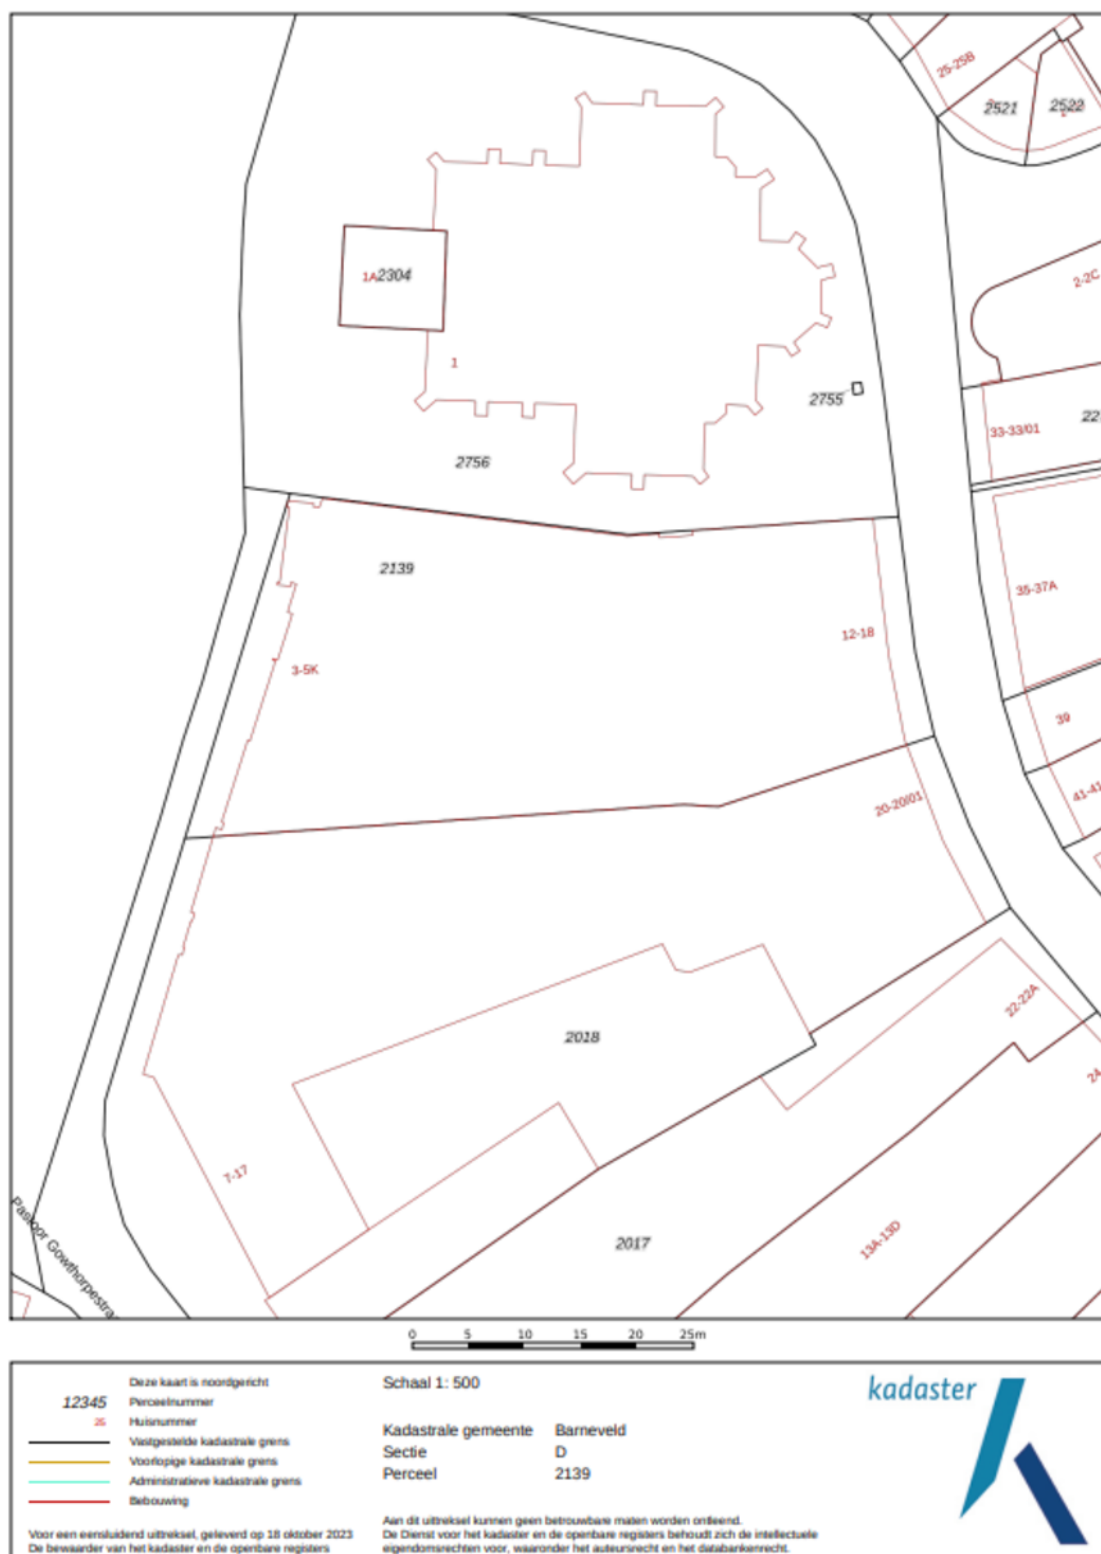 25-25B
2521
2522
1A 2304
2-2C
1
2755
22
33-33/01
2756
2139
35-37A
12-18
3-5K
39
41-41
20-20/01
2018
22-22A
24
7-17
Pastoor Gowthorpestraa
2017
13A-13D
0 5 10 15 20 25m
Deze kaart is noordgericht
12345 Perceelnummer
25 Huisnummer
Vastgestelde kadastrale grens
Voorlopige kadastrale grens
Administratieve kadastrale grens
Bebouwing
Voor een eensluidend uittreksel, geleverd op 18 oktober 2023
De bewaarder van het kadaster en de openbare registers
Schaal 1: 500
Kadastrale gemeente Barneveld
Sectie D
Perceel 2139
Aan dit uittreksel kunnen geen betrouwbare maten worden ontleend.
De Dienst voor het kadaster en de openbare registers behoudt zich de intellectuele
eigendomsrechten voor, waaronder het auteursrecht en het databankenrecht.
kadaster